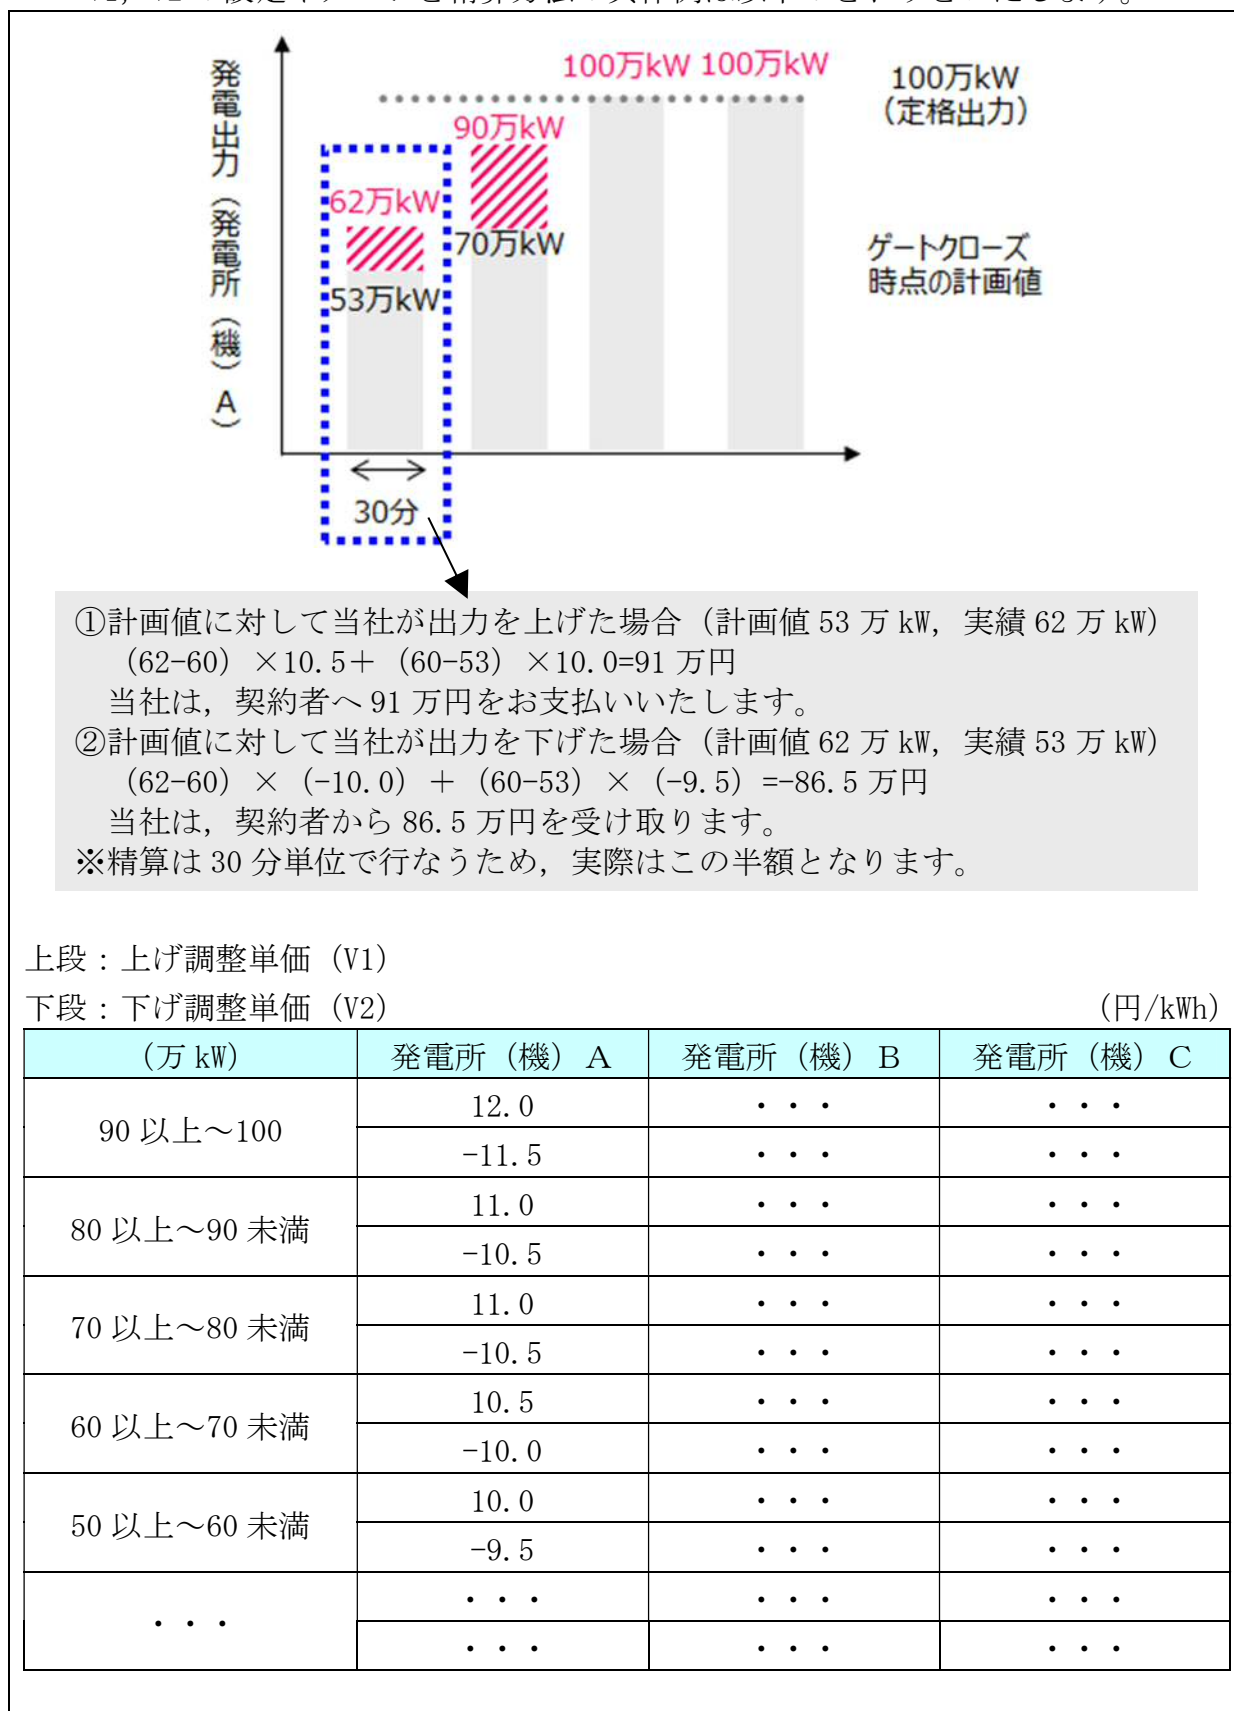 発電出力（発電所（機）A）
100万kW 100万kW
100万kW
（定格出力）
90万kW
62万kW
70万kW
53万kW
ゲートクローズ
時点の計画値
30分
①計画値に対して当社が出力を上げた場合（計画値 53 万 kW，実績 62 万 kW）
（62-60）×10.5＋（60-53）×10.0=91 万円
当社は，契約者へ 91 万円をお支払いいたします。
②計画値に対して当社が出力を下げた場合（計画値 62 万 kW，実績 53 万 kW）
（62-60）×（-10.0）＋（60-53）×（-9.5）=-86.5 万円
当社は，契約者から 86.5 万円を受け取ります。
※精算は 30 分単位で行なうため，実際はこの半額となります。
上段：上げ調整単価（V1）
下段：下げ調整単価（V2） （円/kWh）
（万 kW） 発電所（機）A 発電所（機）B 発電所（機）C
90 以上～100 12.0 ・・・ ・・・
-11.5 ・・・ ・・・
80 以上～90 未満 11.0 ・・・ ・・・
-10.5 ・・・ ・・・
70 以上～80 未満 11.0 ・・・ ・・・
-10.5 ・・・ ・・・
60 以上～70 未満 10.5 ・・・ ・・・
-10.0 ・・・ ・・・
50 以上～60 未満 10.0 ・・・ ・・・
-9.5 ・・・ ・・・
・・・ ・・・ ・・・ ・・・
・・・ ・・・ ・・・